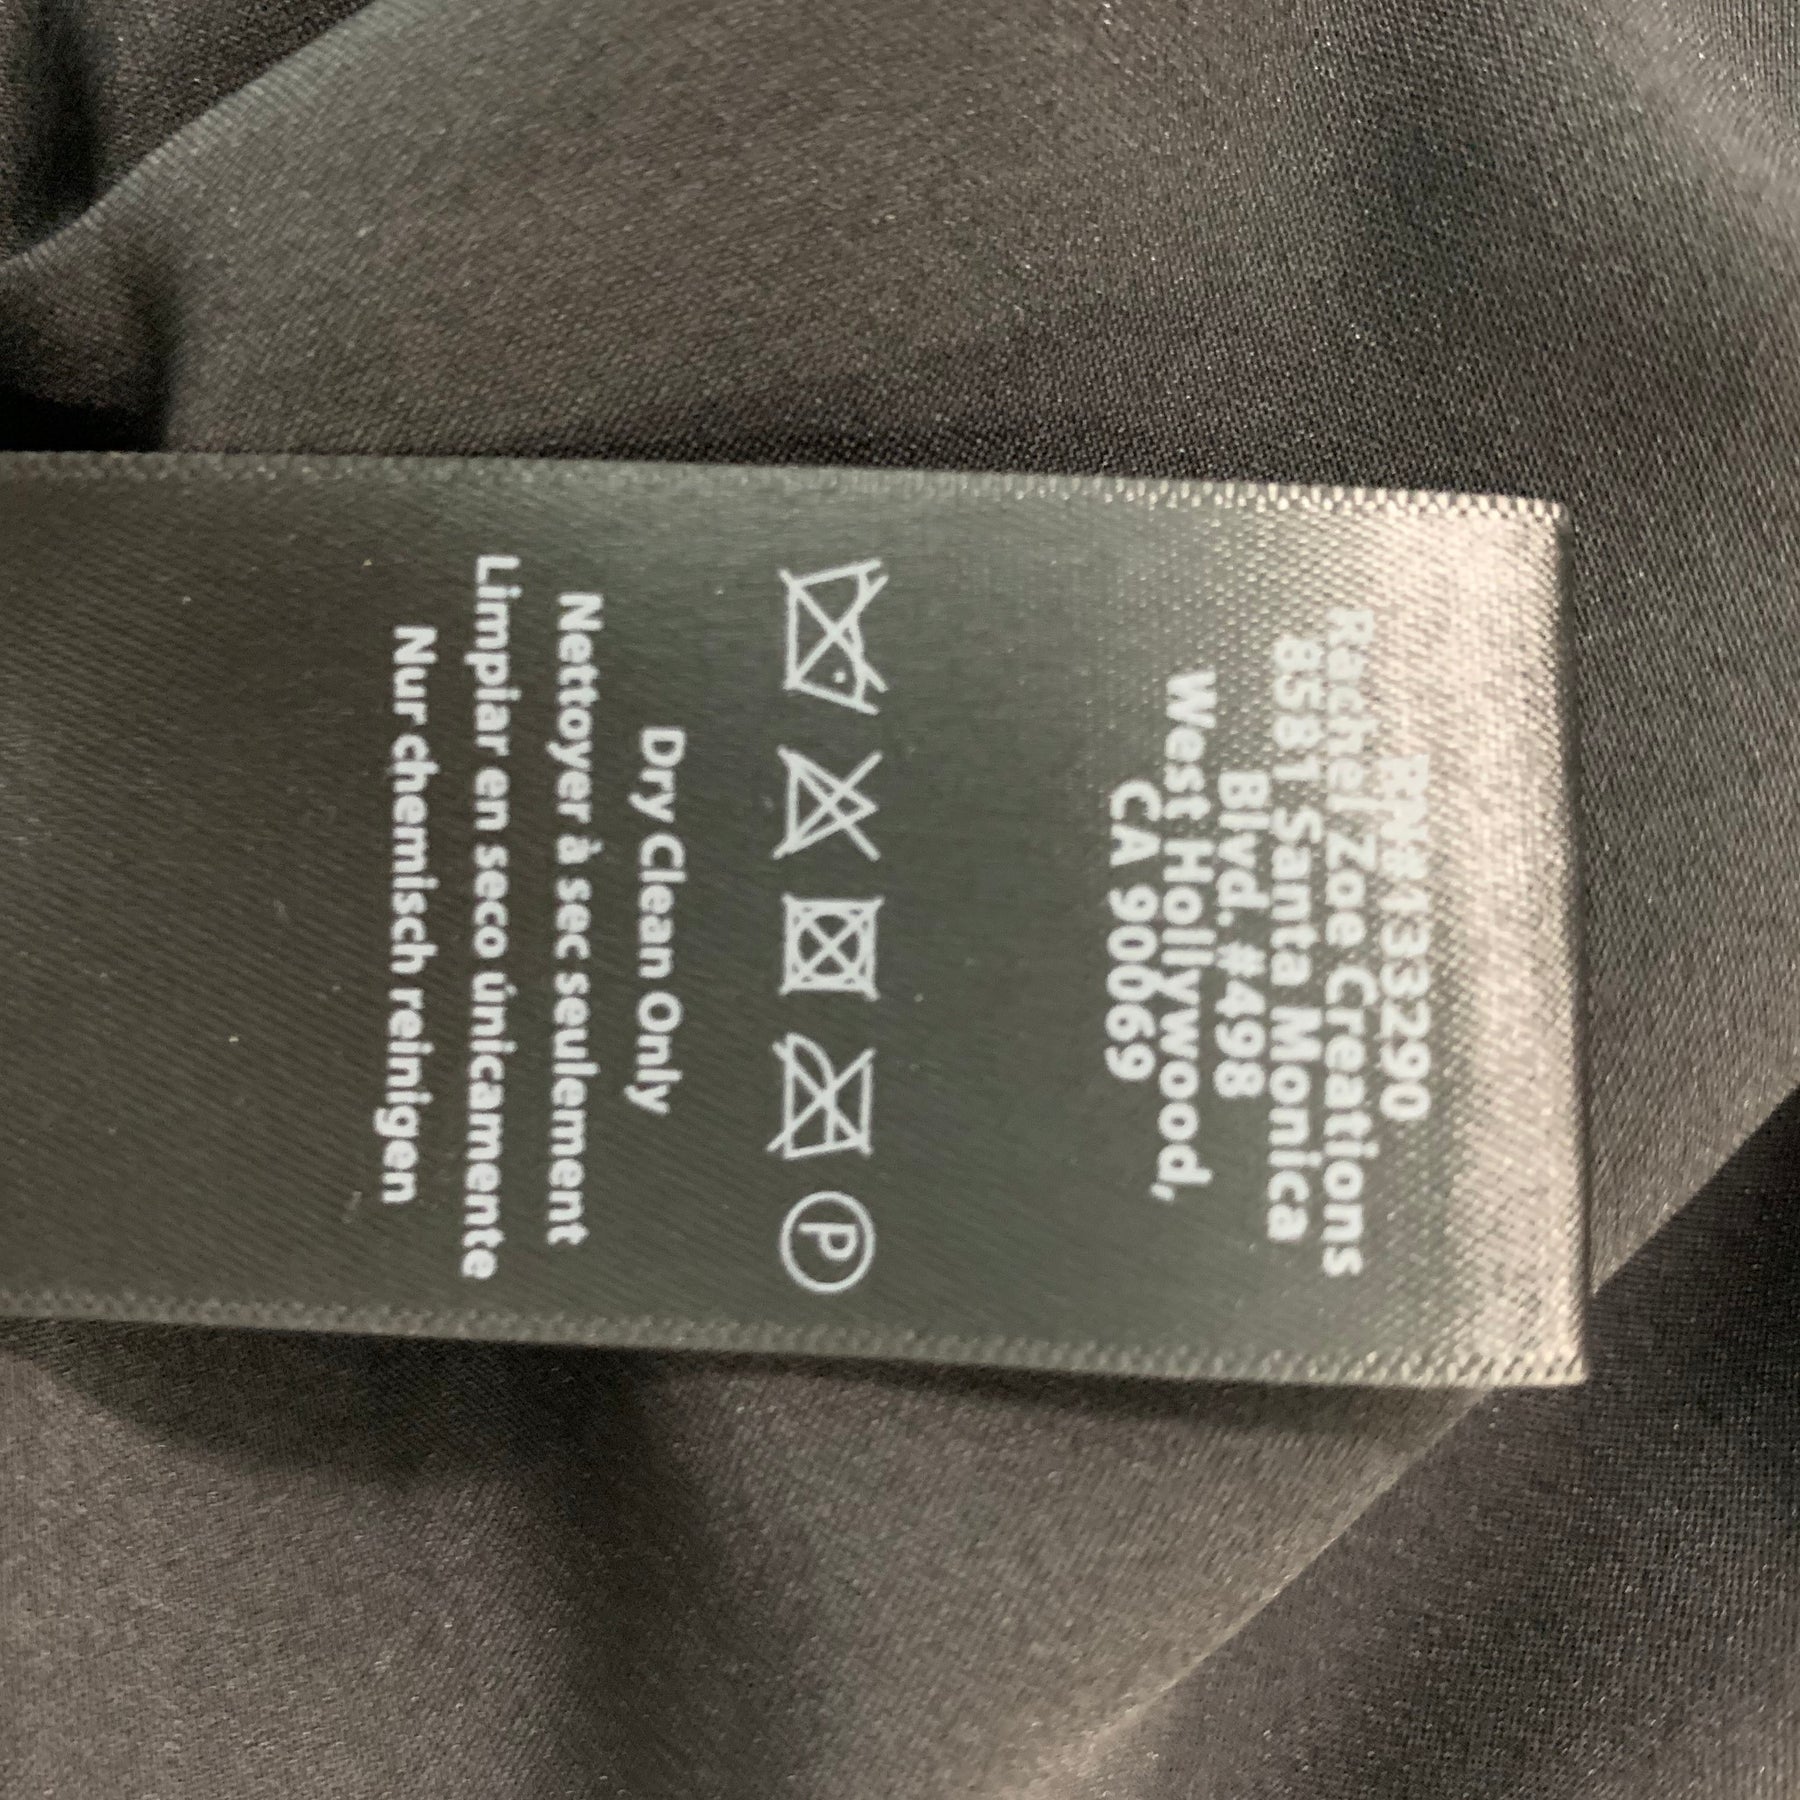 RN#133290
Rachel Zoe Creations
8581 Santa Monica
Blvd. #498
West Hollywood,
CA 90069
P
Dry Clean Only
Nettoyer à sec seulement
Limpiar en seco únicamente
Nur chemisch reinigen